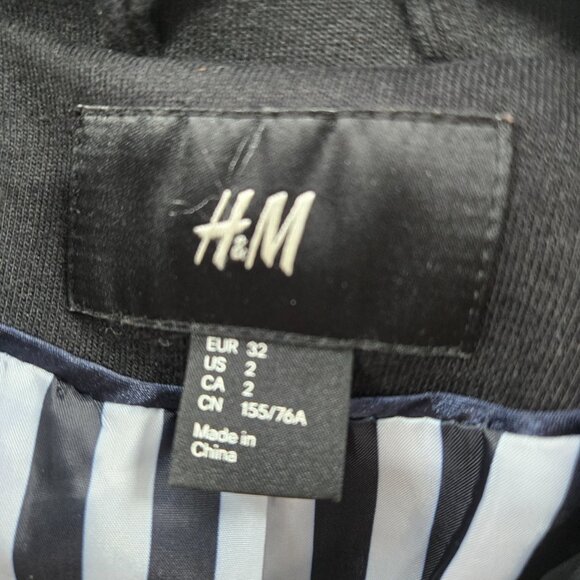 H&M
EUR 32
US 2
CA 2
CN 155/76A
Made in
China